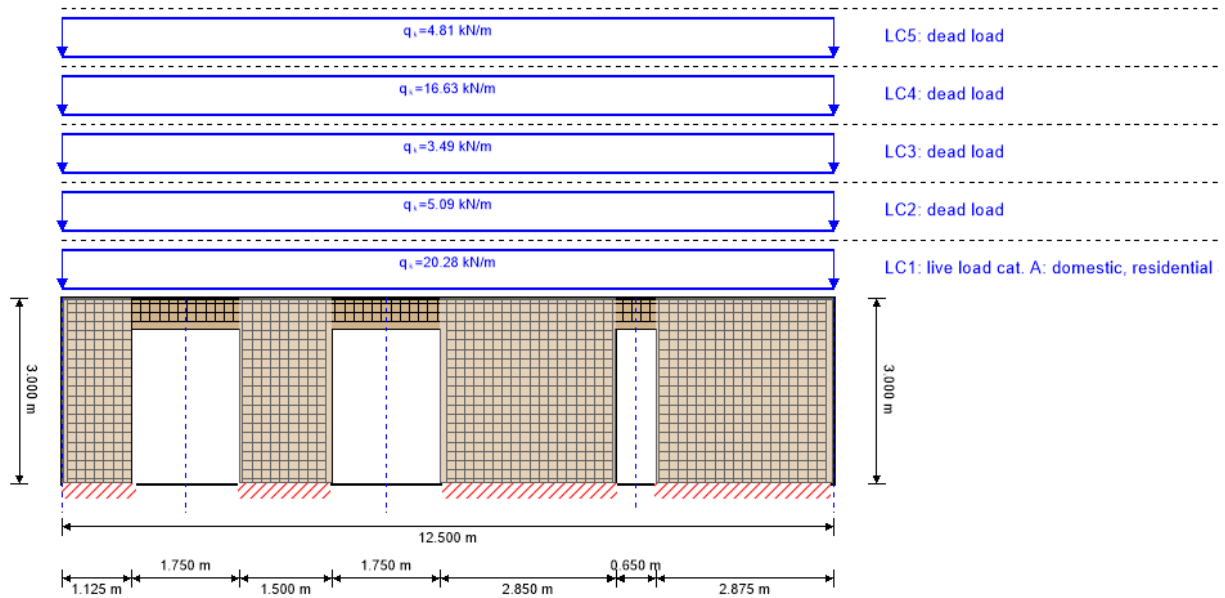 qk=4.81 kN/m
LC5: dead load
qk=16.63 kN/m
LC4: dead load
qk=3.49 kN/m
LC3: dead load
qk=5.09 kN/m
LC2: dead load
qk=20.28 kN/m
LC1: live load cat. A: domestic, residential
3.000 m
3.000 m
12.500 m
1.125 m
1.750 m
1.500 m
1.750 m
2.850 m
0.650 m
2.875 m